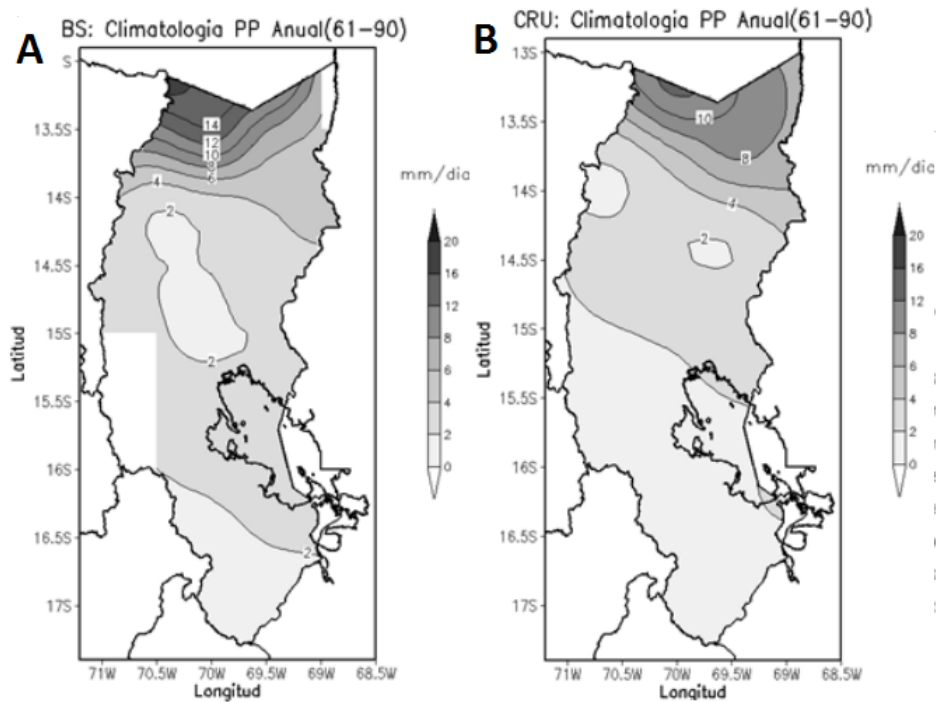 A
BS: Climatologia PP Anual(61-90)
S
13.5S
14S
14.5S
15S
15.5S
16S
16.5S
17S
Latitud
71W 70.5W 70W 69.5W 69W 68.5W
Longitud
14
12
10
8
6
4
2
2
2
mm/dia
20
16
12
8
6
4
2
0
B
CRU: Climatologia PP Anual(61-90)
13S
13.5S
14S
14.5S
15S
15.5S
16S
16.5S
17S
Latitud
71W 70.5W 70W 69.5W 69W 68.5W
Longitud
10
8
4
2
mm/dia
20
16
12
8
6
4
2
0